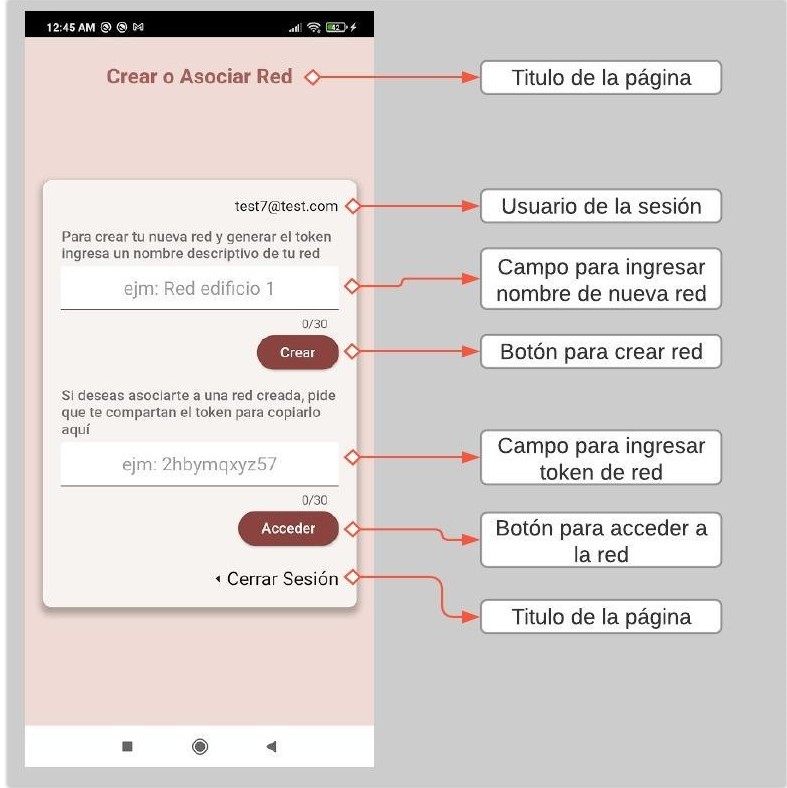 12:45 AM
42
Crear o Asociar Red
Titulo de la página
test7@test.com
Usuario de la sesión
Para crear tu nueva red y generar el token
ingresa un nombre descriptivo de tu red
ejm: Red edificio 1
Campo para ingresar
nombre de nueva red
0/30
Crear
Botón para crear red
Si deseas asociarte a una red creada, pide
que te compartan el token para copiarlo
aquí
ejm: 2hbymqxyz57
Campo para ingresar
token de red
0/30
Acceder
Botón para acceder a
la red
Cerrar Sesión
Titulo de la página